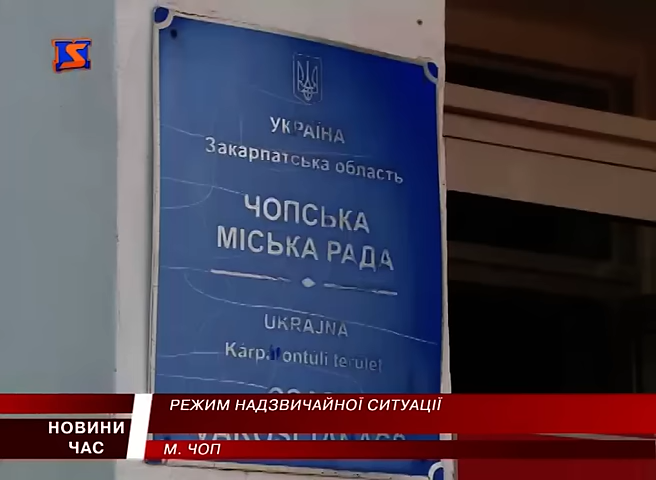 S
УКРАЇНА
Закарпатська область
ЧОПСЬКА
МІСЬКА РАДА
UKRAJNA
Kárpátontúli terület
РЕЖИМ НАДЗВИЧАЙНОЇ СИТУАЦІЇ
НОВИНИ
ЧАС
М. ЧОП